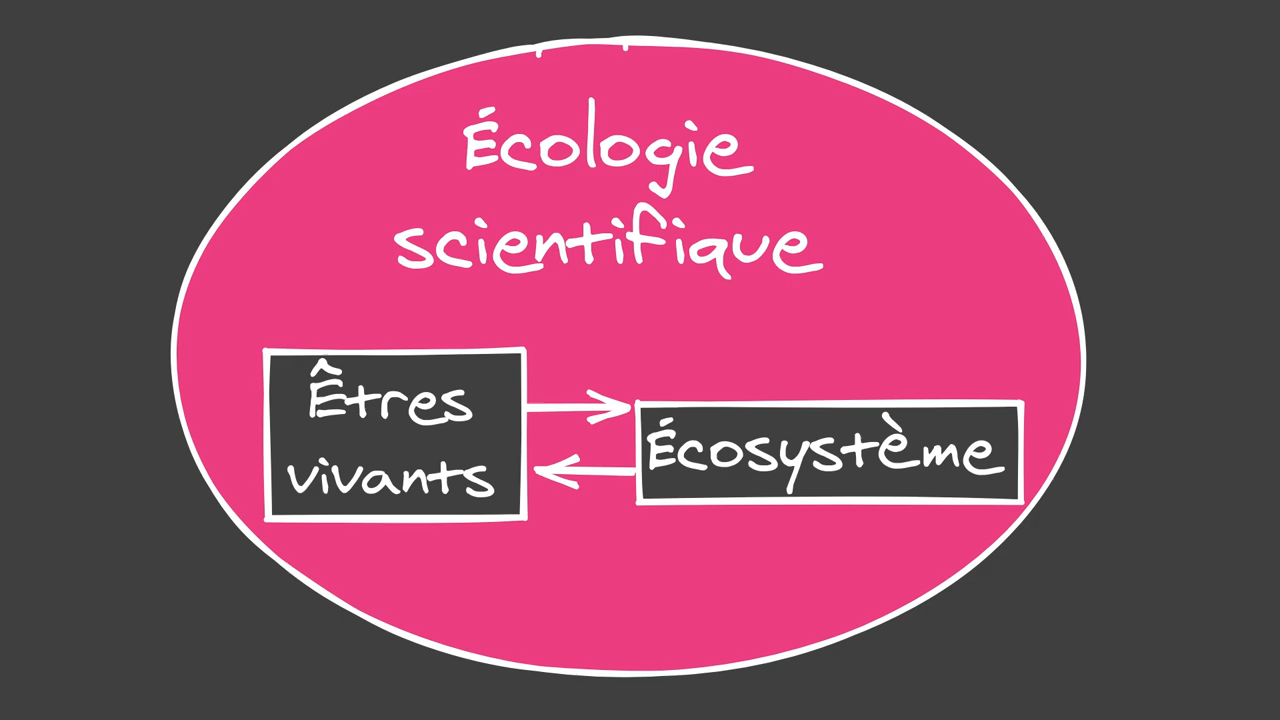 Écologie
scientifique
Êtres
vivants
Écosystème